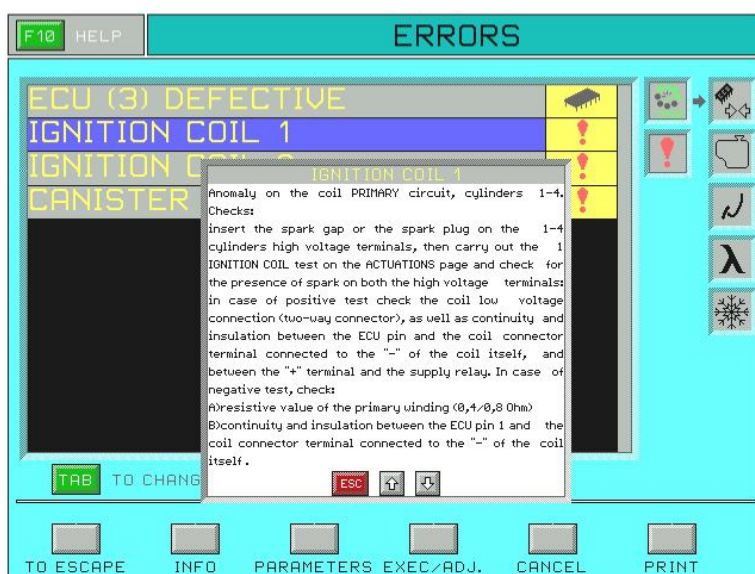 F10 HELP
ERRORS
ECU (3) DEFECTIVE
IGNITION COIL 1
IGNITION
CANISTER
IGNITION COIL 1
Anomaly on the coil PRIMARY circuit, cylinders 1-4.
Checks:
insert the spark gap or the spark plug on the 1-4
cylinders high voltage terminals, then carry out the 1
IGNITION COIL test on the ACTUATIONS page and check for
the presence of spark on both the high voltage terminals:
in case of positive test check the coil low voltage
connection (two-way connector), as well as continuity and
insulation between the ECU pin and the coil connector
terminal connected to the "-" of the coil itself, and
between the "+" terminal and the supply relay. In case of
negative test, check:
A)resistive value of the primary winding (0,4/0,8 Ohm)
B)continuity and insulation between the ECU pin 1 and the
coil connector terminal connected to the "-" of the coil
itself.
ESC
TAB TO CHANG
λ
TO ESCAPE INFO PARAMETERS EXEC/ADJ. CANCEL PRINT